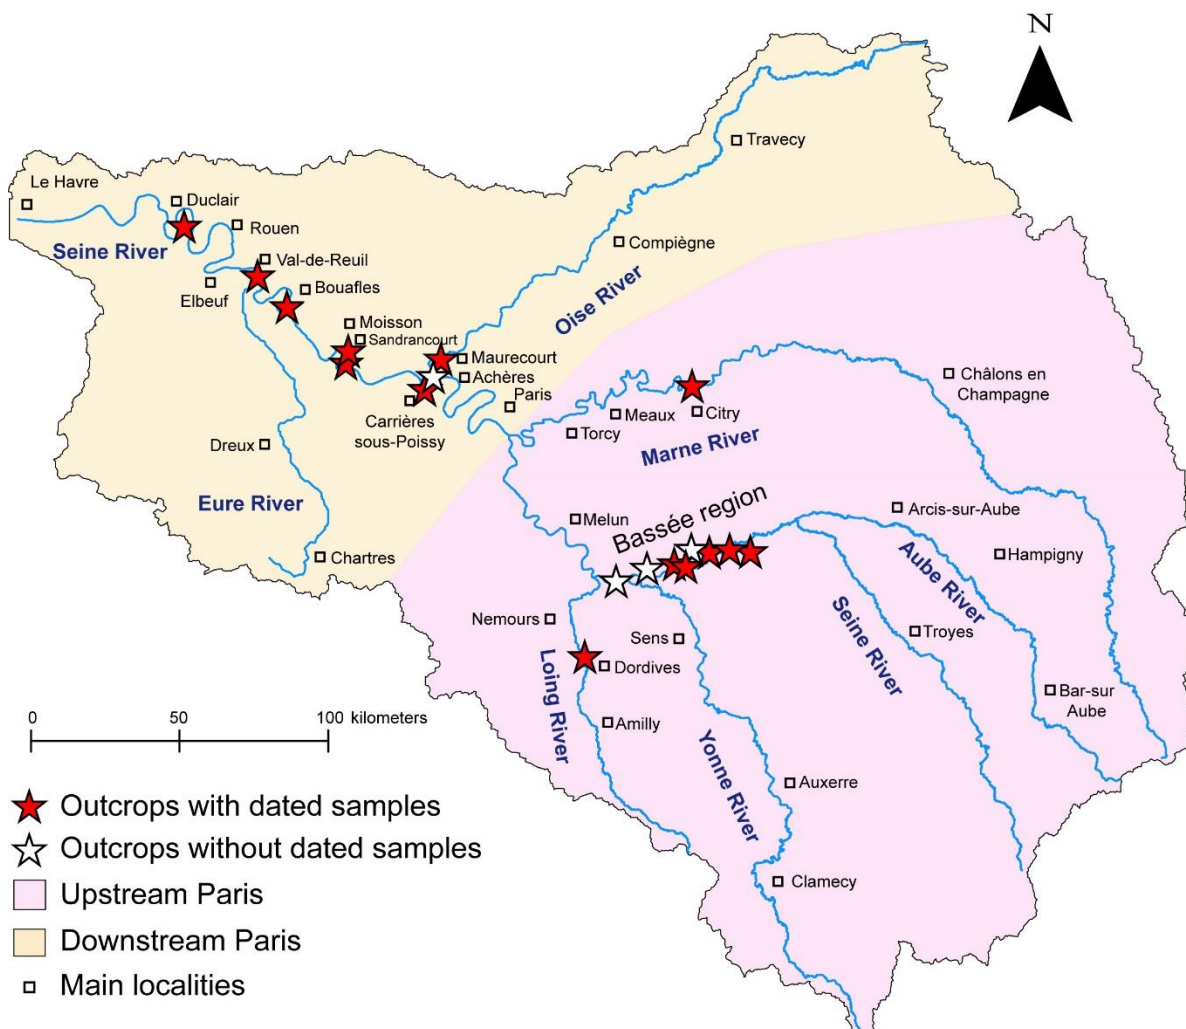 N
Travecy
Le Havre
Duclair
Rouen
Seine River
Compiègne
Val-de-Reuil
Elbeuf
Bouafles
Oise River
Moisson
Sandrancourt
Maurecourt
Achères
Paris
Châlons en
Champagne
Carrières
sous-Poissy
Citry
Meaux
Torcy
Marne River
Dreux
Eure River
Melun
Bassée region
Arcis-sur-Aube
Chartres
Hampigny
Aube River
Nemours
Sens
Troyes
Seine River
Loing River
Dordives
Bar-sur
Aube
Amilly
Yonne River
0 50 100 kilometers
Auxerre
Outcrops with dated samples
Outcrops without dated samples
Clamecy
Upstream Paris
Downstream Paris
Main localities